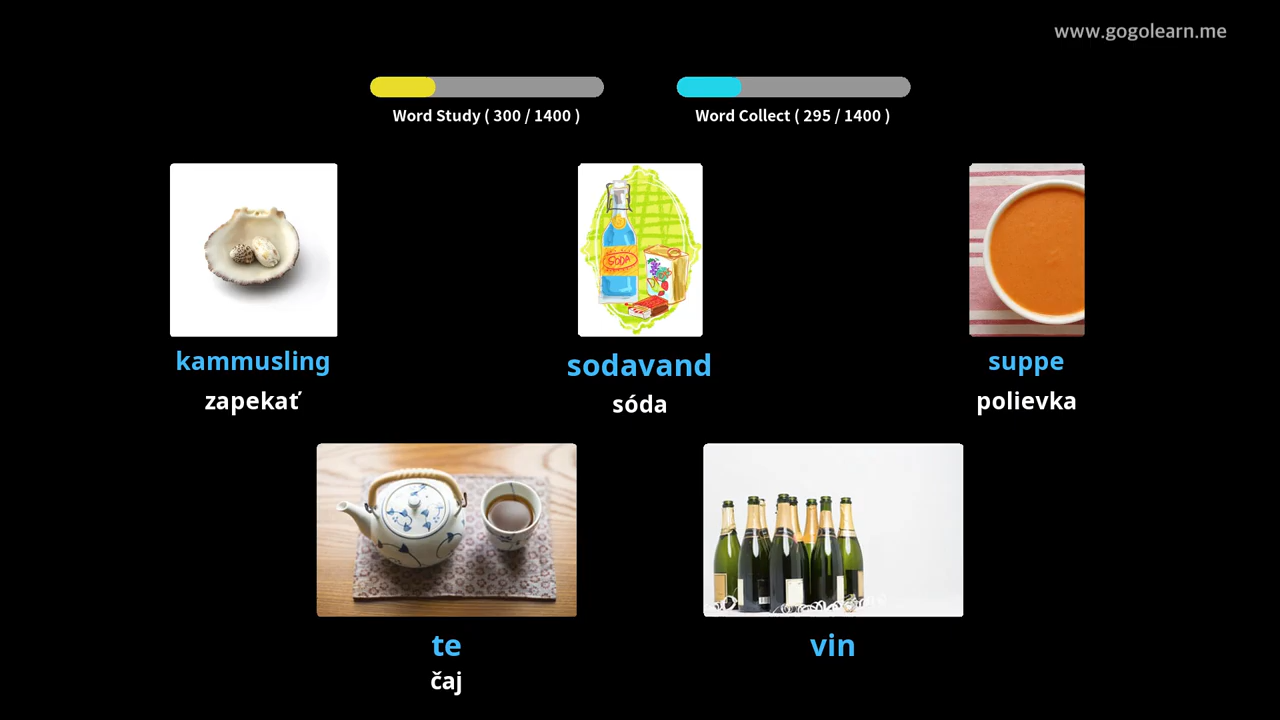 www.gogolearn.me
Word Study ( 300 / 1400 )
Word Collect ( 295 / 1400 )
SODA
kammusling
sodavand
suppe
zapekať
sóda
polievka
te
vin
čaj